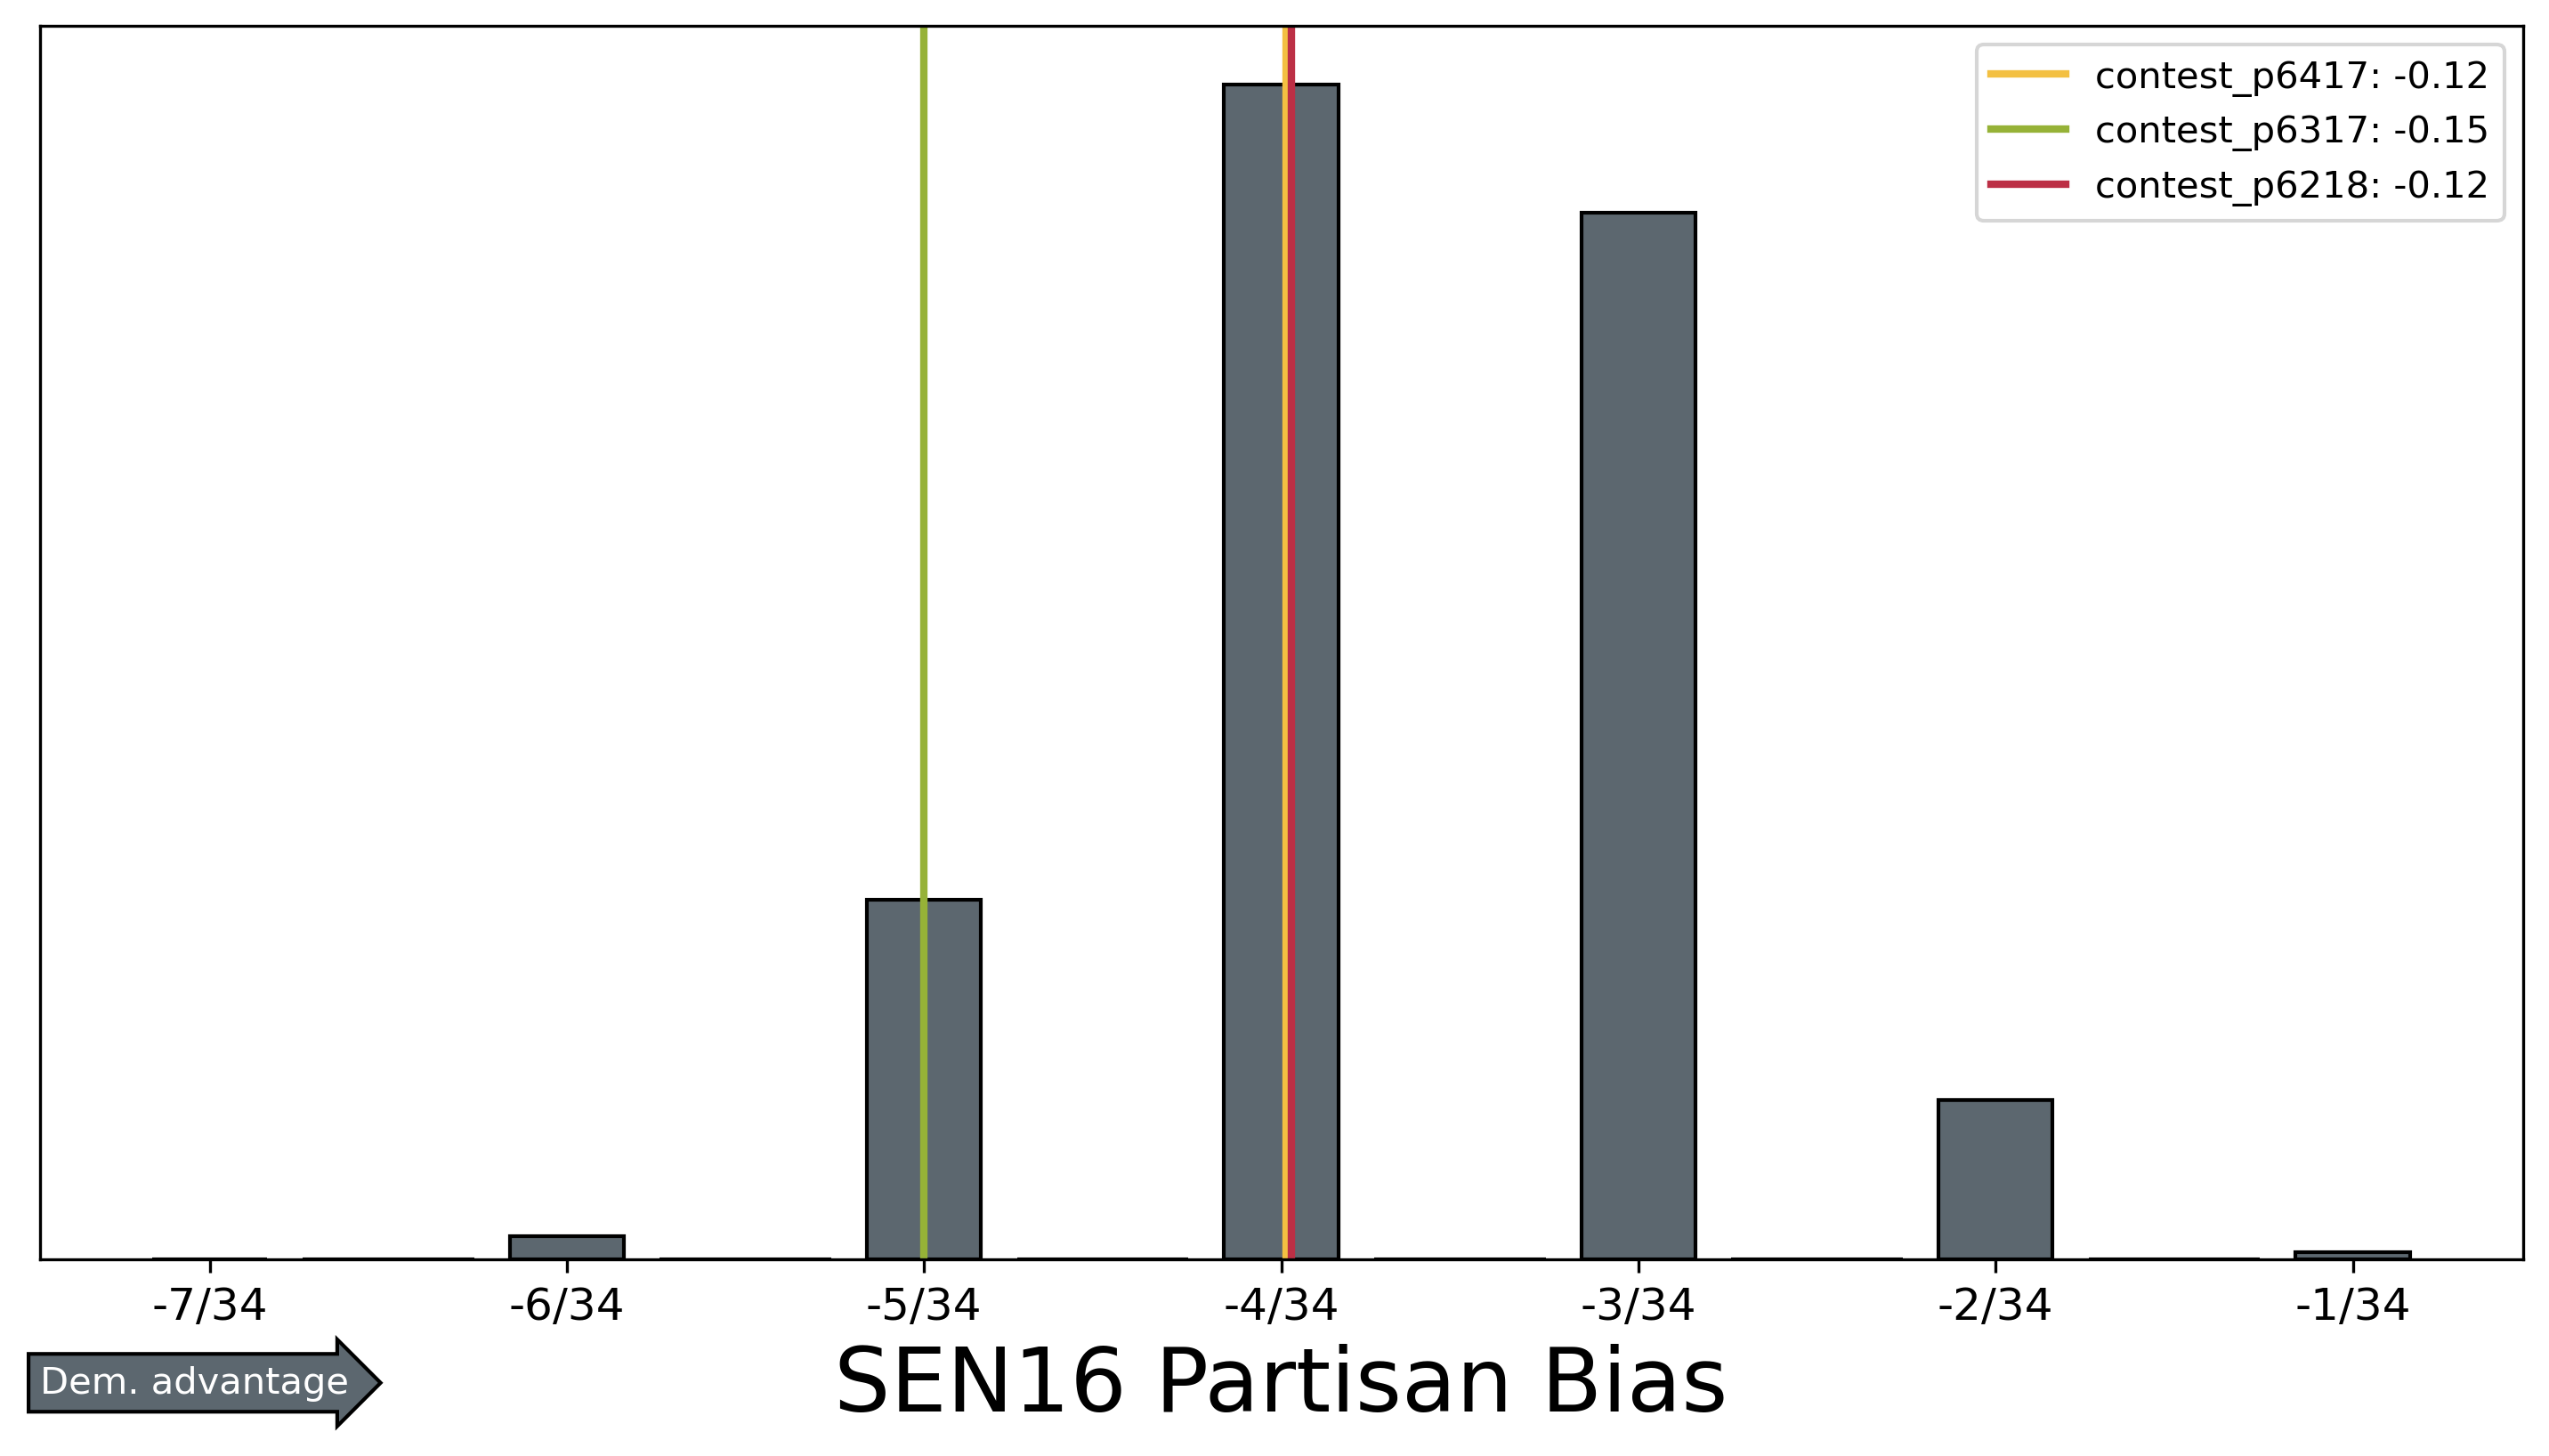 contest_p6417: -0.12
contest_p6317: -0.15
contest_p6218: -0.12
-7/34 -6/34 -5/34 -4/34 -3/34 -2/34 -1/34
Dem. advantage
SEN16 Partisan Bias